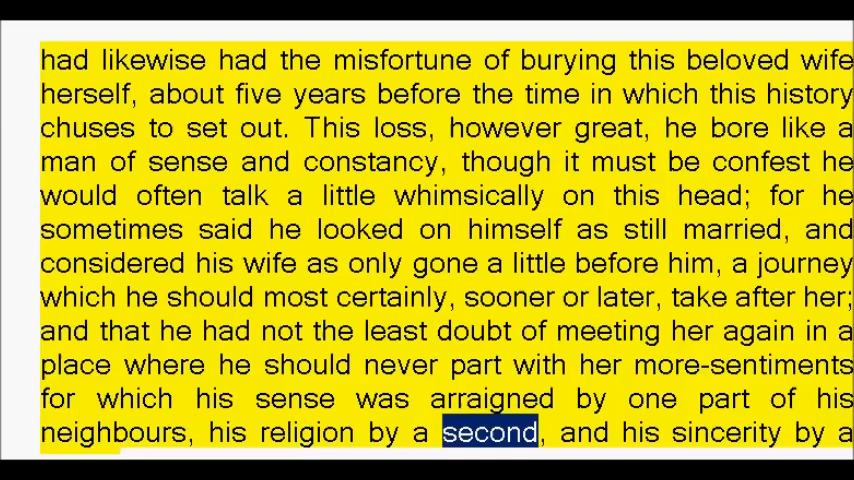 had likewise had the misfortune of burying this beloved wife
herself, about five years before the time in which this history
chuses to set out. This loss, however great, he bore like a
man of sense and constancy, though it must be confest he
would often talk a little whimsically on this head; for he
sometimes said he looked on himself as still married, and
considered his wife as only gone a little before him, a journey
which he should most certainly, sooner or later, take after her;
and that he had not the least doubt of meeting her again in a
place where he should never part with her more-sentiments
for which his sense was arraigned by one part of his
neighbours, his religion by a second, and his sincerity by a